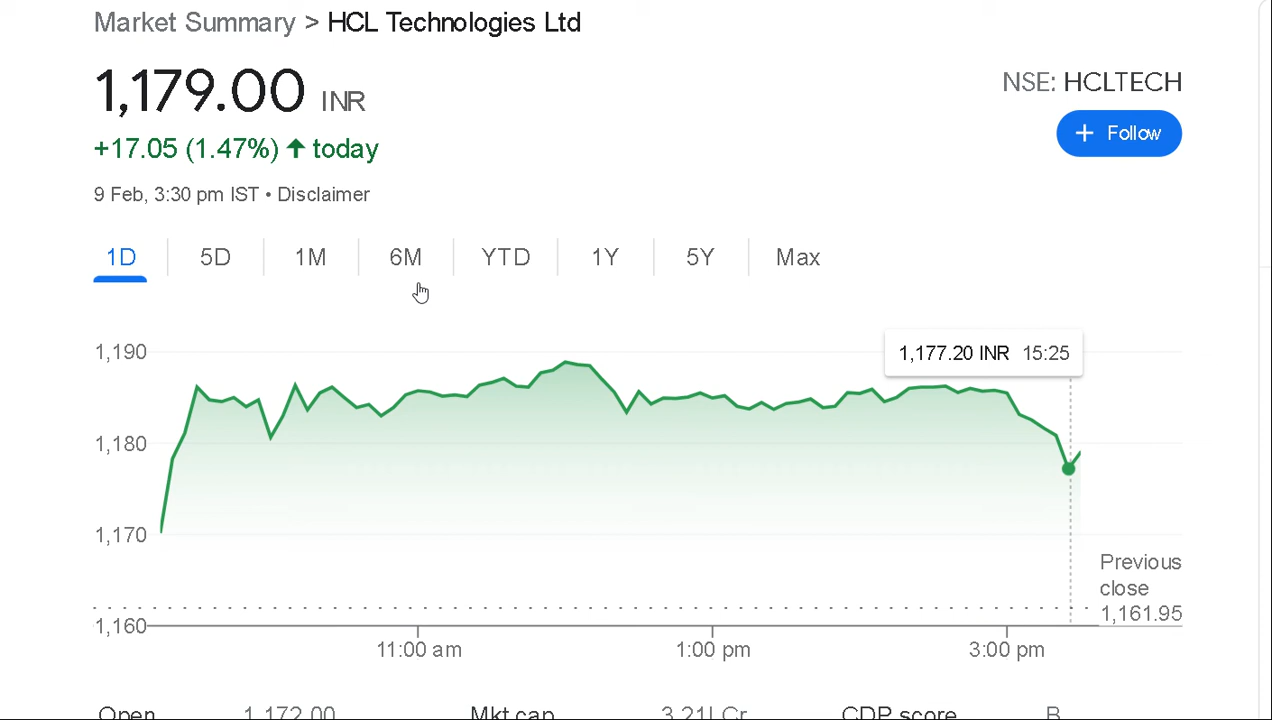 Market Summary > HCL Technologies Ltd
1,179.00 INR
NSE: HCLTECH
+ Follow
+17.05 (1.47%) ↑ today
9 Feb, 3:30 pm IST • Disclaimer
1D 5D 1M 6M YTD 1Y 5Y Max
1,177.20 INR 15:25
1,190
1,180
1,170
1,160
Previous
close
1,161.95
11:00 am 1:00 pm 3:00 pm
Open 1,172.00 Mkt cap 3.21L Cr CDP score B